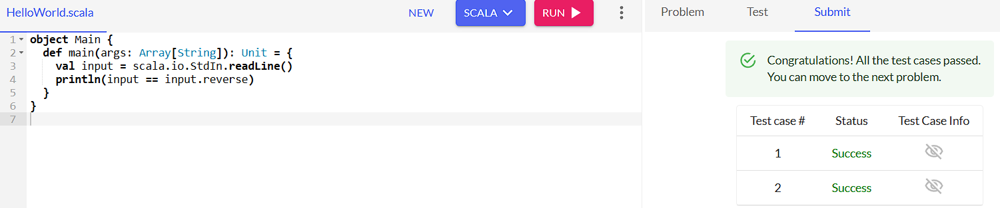 HelloWorld.scala
NEW
SCALA
RUN
Problem
Test
Submit
1 object Main {
2   def main(args: Array[String]): Unit = {
3     val input = scala.io.StdIn.readLine()
4     println(input == input.reverse)
5   }
6 }
7
Congratulations! All the test cases passed.
You can move to the next problem.
Test case # Status Test Case Info
1 Success
2 Success